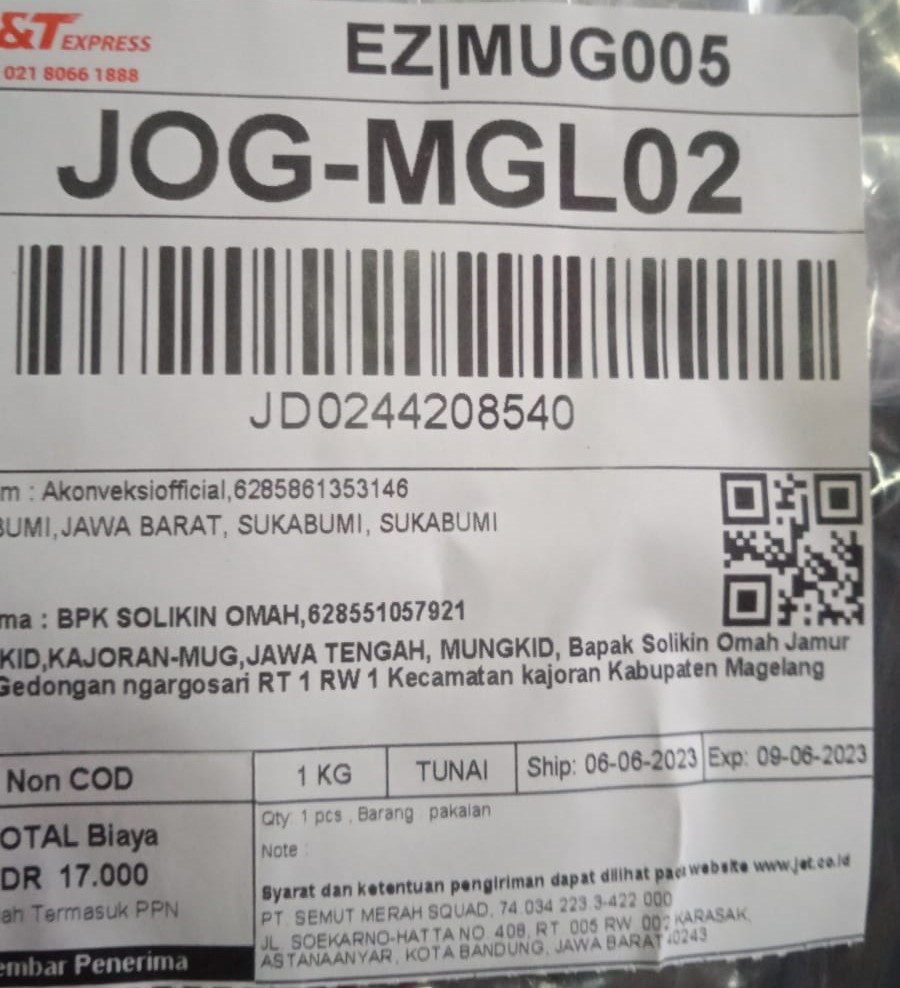 &T EXPRESS
021 8066 1888
EZ|MUG005
JOG-MGL02
JD0244208540
m : Akonveksiofficial,6285861353146
BUMI,JAWA BARAT, SUKABUMI, SUKABUMI
ma : BPK SOLIKIN OMAH,628551057921
KID,KAJORAN-MUG,JAWA TENGAH, MUNGKID, Bapak Solikin Omah Jamur
Gedongan ngargosari RT 1 RW 1 Kecamatan kajoran Kabupaten Magelang
Non COD
1 KG
TUNAI
Ship: 06-06-2023
Exp: 09-06-2023
OTAL Biaya
DR 17.000
ah Termasuk PPN
embar Penerima
Qty: 1 pcs , Barang : pakaian
Note :
Syarat dan ketentuan pengiriman dapat dilihat website www.jet.co.id
PT. SEMUT MERAH SQUAD, 74.034.223.3-422.000
JL. SOEKARNO-HATTA NO. 408, RT. 005 RW. 002 KARASAK,
ASTANAANYAR, KOTA BANDUNG, JAWA BARAT 40243